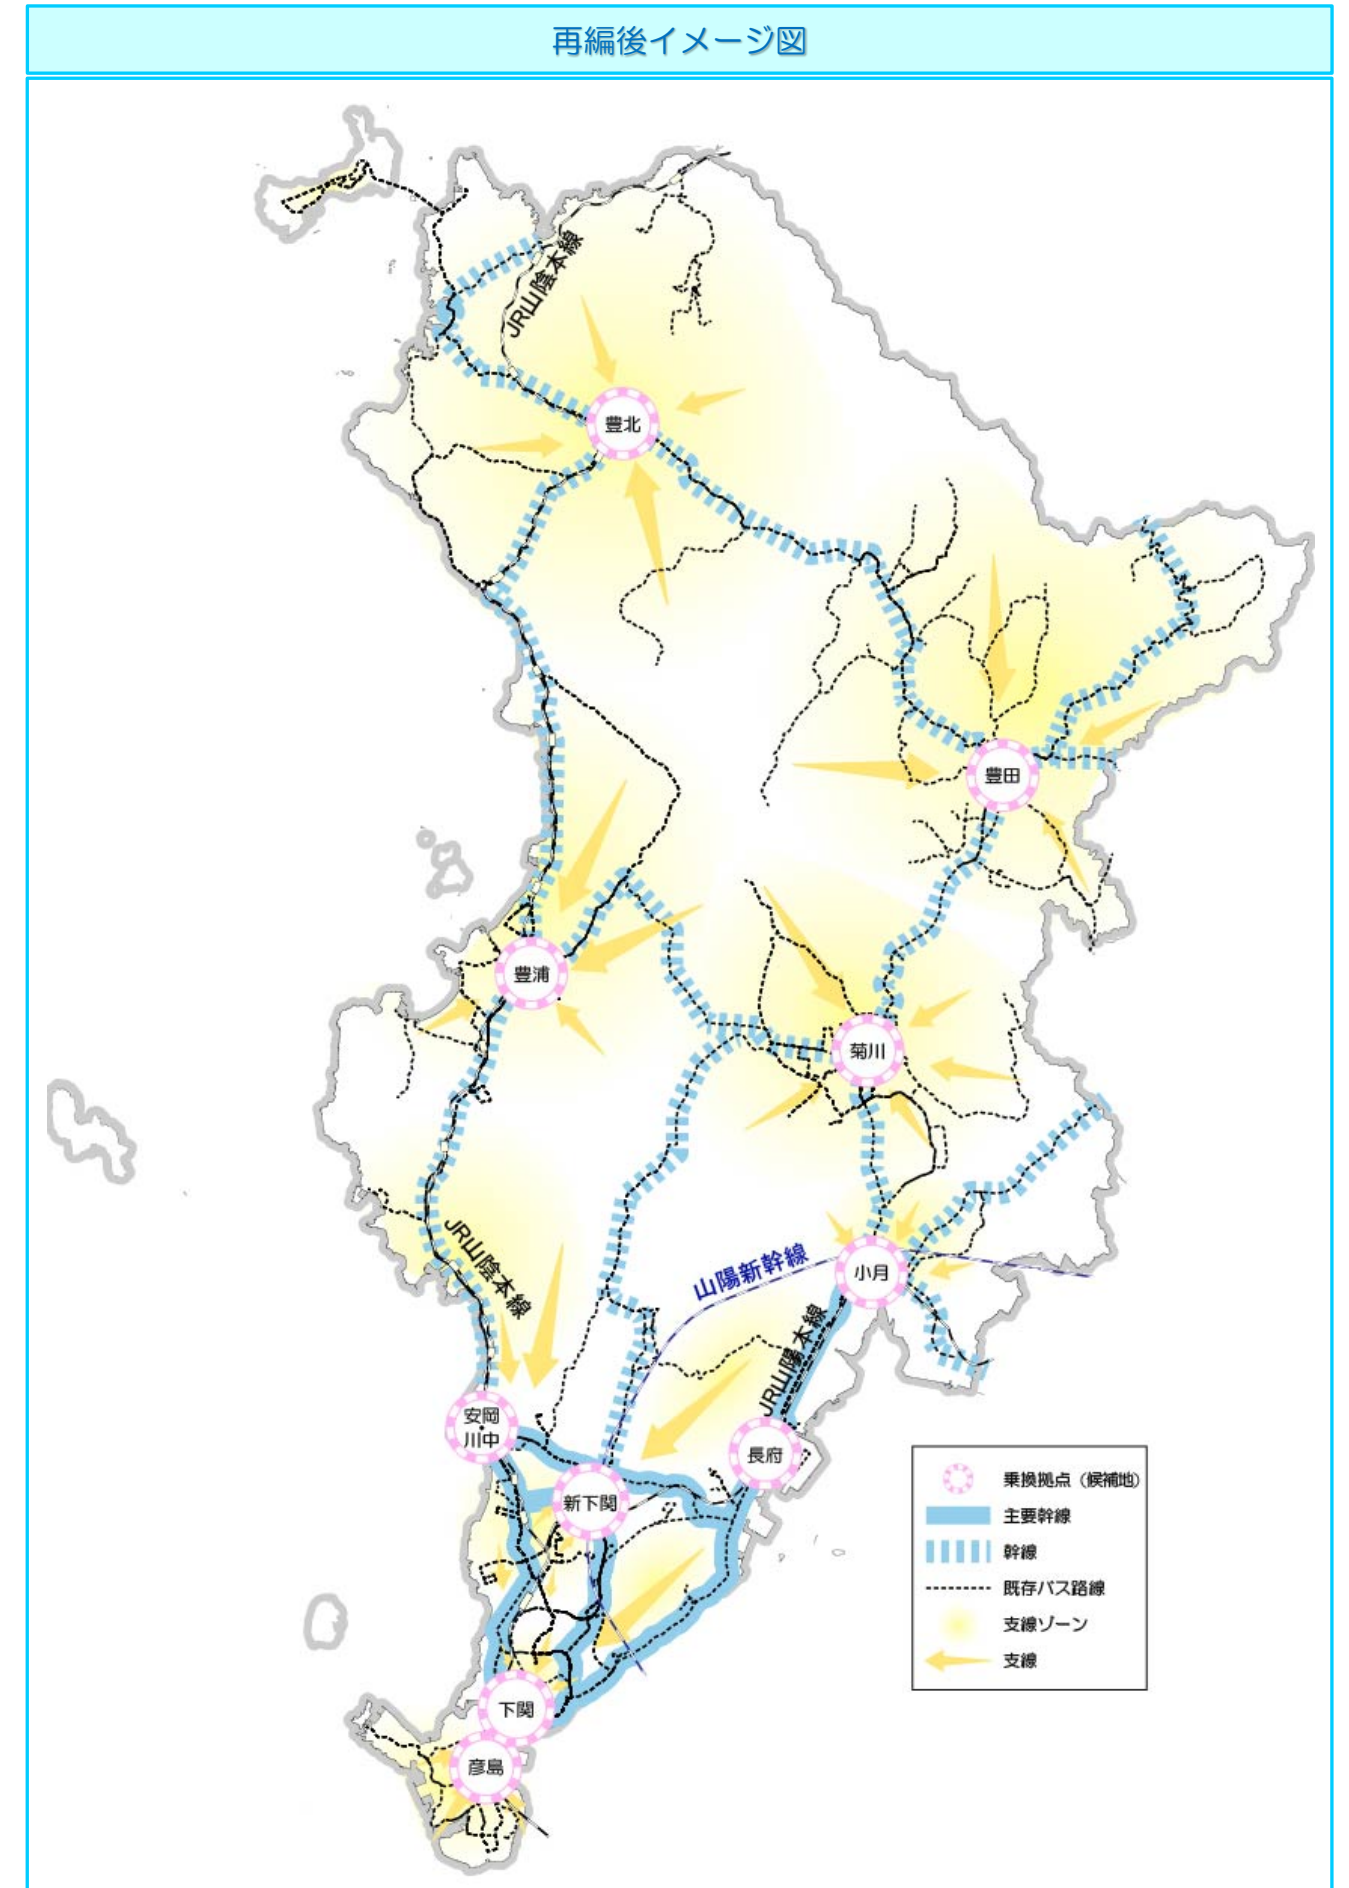 再編後イメージ図
JR山陰本線
豊北
豊田
豊浦
菊川
JR山陰本線
山陽新幹線
小月
JR山陽本線
安岡
・
川中
長府
新下関
下関
彦島
乗換拠点（候補地）
主要幹線
幹線
既存バス路線
支線ゾーン
支線